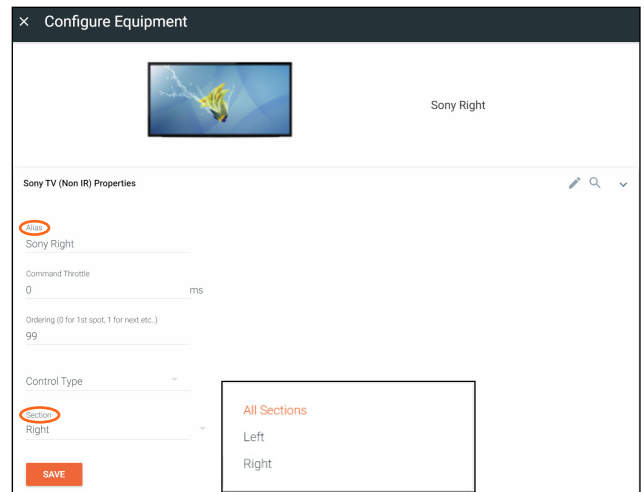 × Configure Equipment
Sony Right
Sony TV (Non IR) Properties
Alias
Sony Right
Command Throttle
0 ms
Ordering (0 for 1st spot, 1 for next etc..)
99
Control Type
Section
Right
SAVE
All Sections
Left
Right